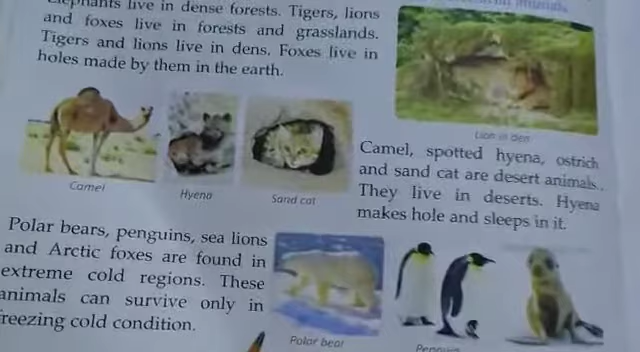 Elephants live in dense forests. Tigers, lions
and foxes live in forests and grasslands.
Tigers and lions live in dens. Foxes live in
holes made by them in the earth.
Lion in den
Camel
Hyena
Sand cat
Camel, spotted hyena, ostrich
and sand cat are desert animals.
They live in deserts. Hyena
makes hole and sleeps in it.
Polar bears, penguins, sea lions
and Arctic foxes are found in
extreme cold regions. These
animals can survive only in
freezing cold condition.
Polar bear
Penguin